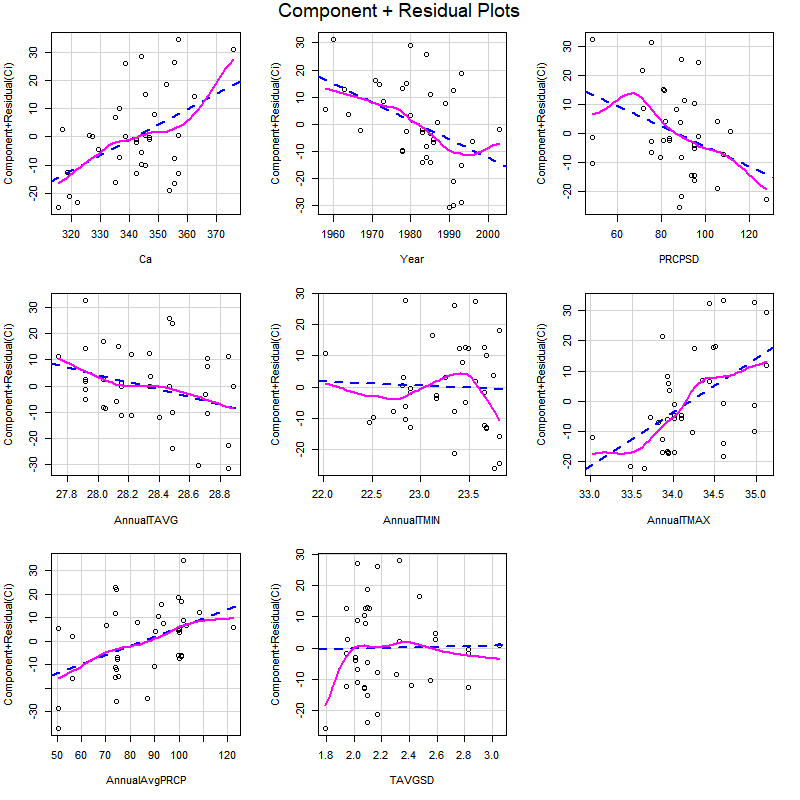 Component + Residual Plots
Component+Residual(Ci)
-20 -10 0 10 20 30
320 330 340 350 360 370
Ca
Component+Residual(Ci)
-30 -20 -10 0 10 20 30
1960 1970 1980 1990 2000
Year
Component+Residual(Ci)
-20 -10 0 10 20 30
60 80 100 120
PRCPSD
Component+Residual(Ci)
-30 -20 -10 0 10 20 30
27.8 28.0 28.2 28.4 28.6 28.8
AnnualTAVG
Component+Residual(Ci)
-20 -10 0 10 20 30
22.0 22.5 23.0 23.5
AnnualTMIN
Component+Residual(Ci)
-20 -10 0 10 20 30
33.0 33.5 34.0 34.5 35.0
AnnualTMAX
Component+Residual(Ci)
-30 -10 0 10 20 30
50 60 70 80 90 100 120
AnnualAvgPRCP
Component+Residual(Ci)
-20 -10 0 10 20 30
1.8 2.0 2.2 2.4 2.6 2.8 3.0
TAVGSD